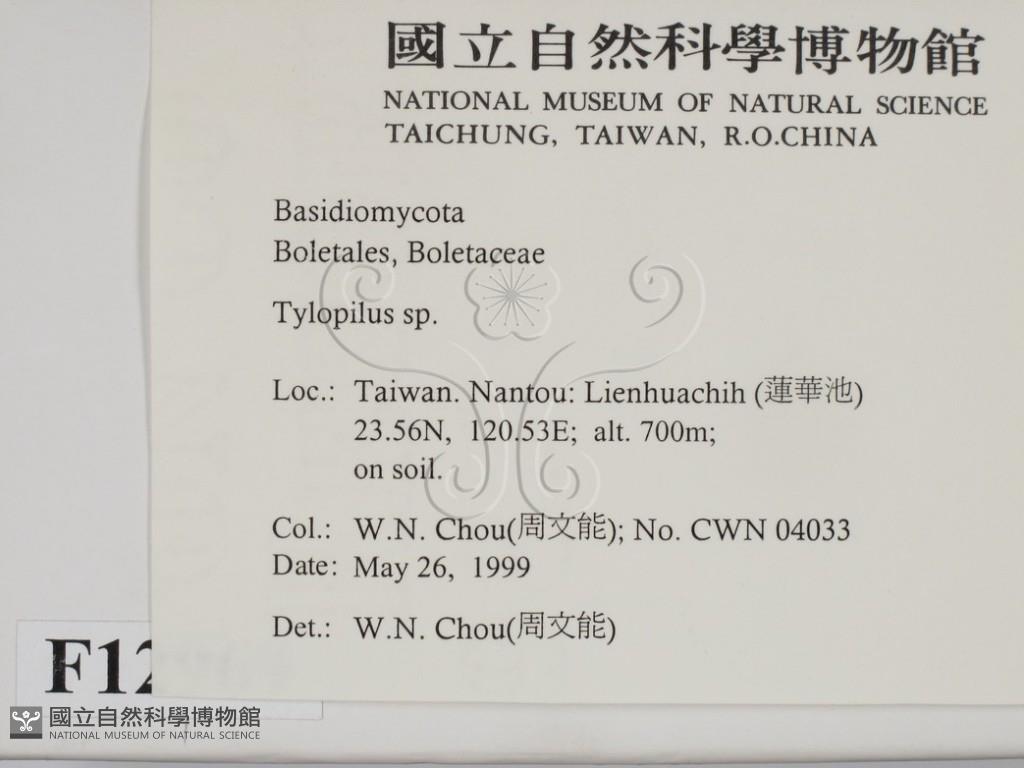 國立自然科學博物館
NATIONAL MUSEUM OF NATURAL SCIENCE
TAICHUNG, TAIWAN, R.O.CHINA
Basidiomycota
Boletales, Boletaceae
Tylopilus sp.
Loc.: Taiwan. Nantou: Lienhuachih (蓮華池)
23.56N, 120.53E; alt. 700m;
on soil.
Col.: W.N. Chou(周文能); No. CWN 04033
Date: May 26, 1999
Det.: W.N. Chou(周文能)
F12
國立自然科學博物館
NATIONAL MUSEUM OF NATURAL SCIENCE